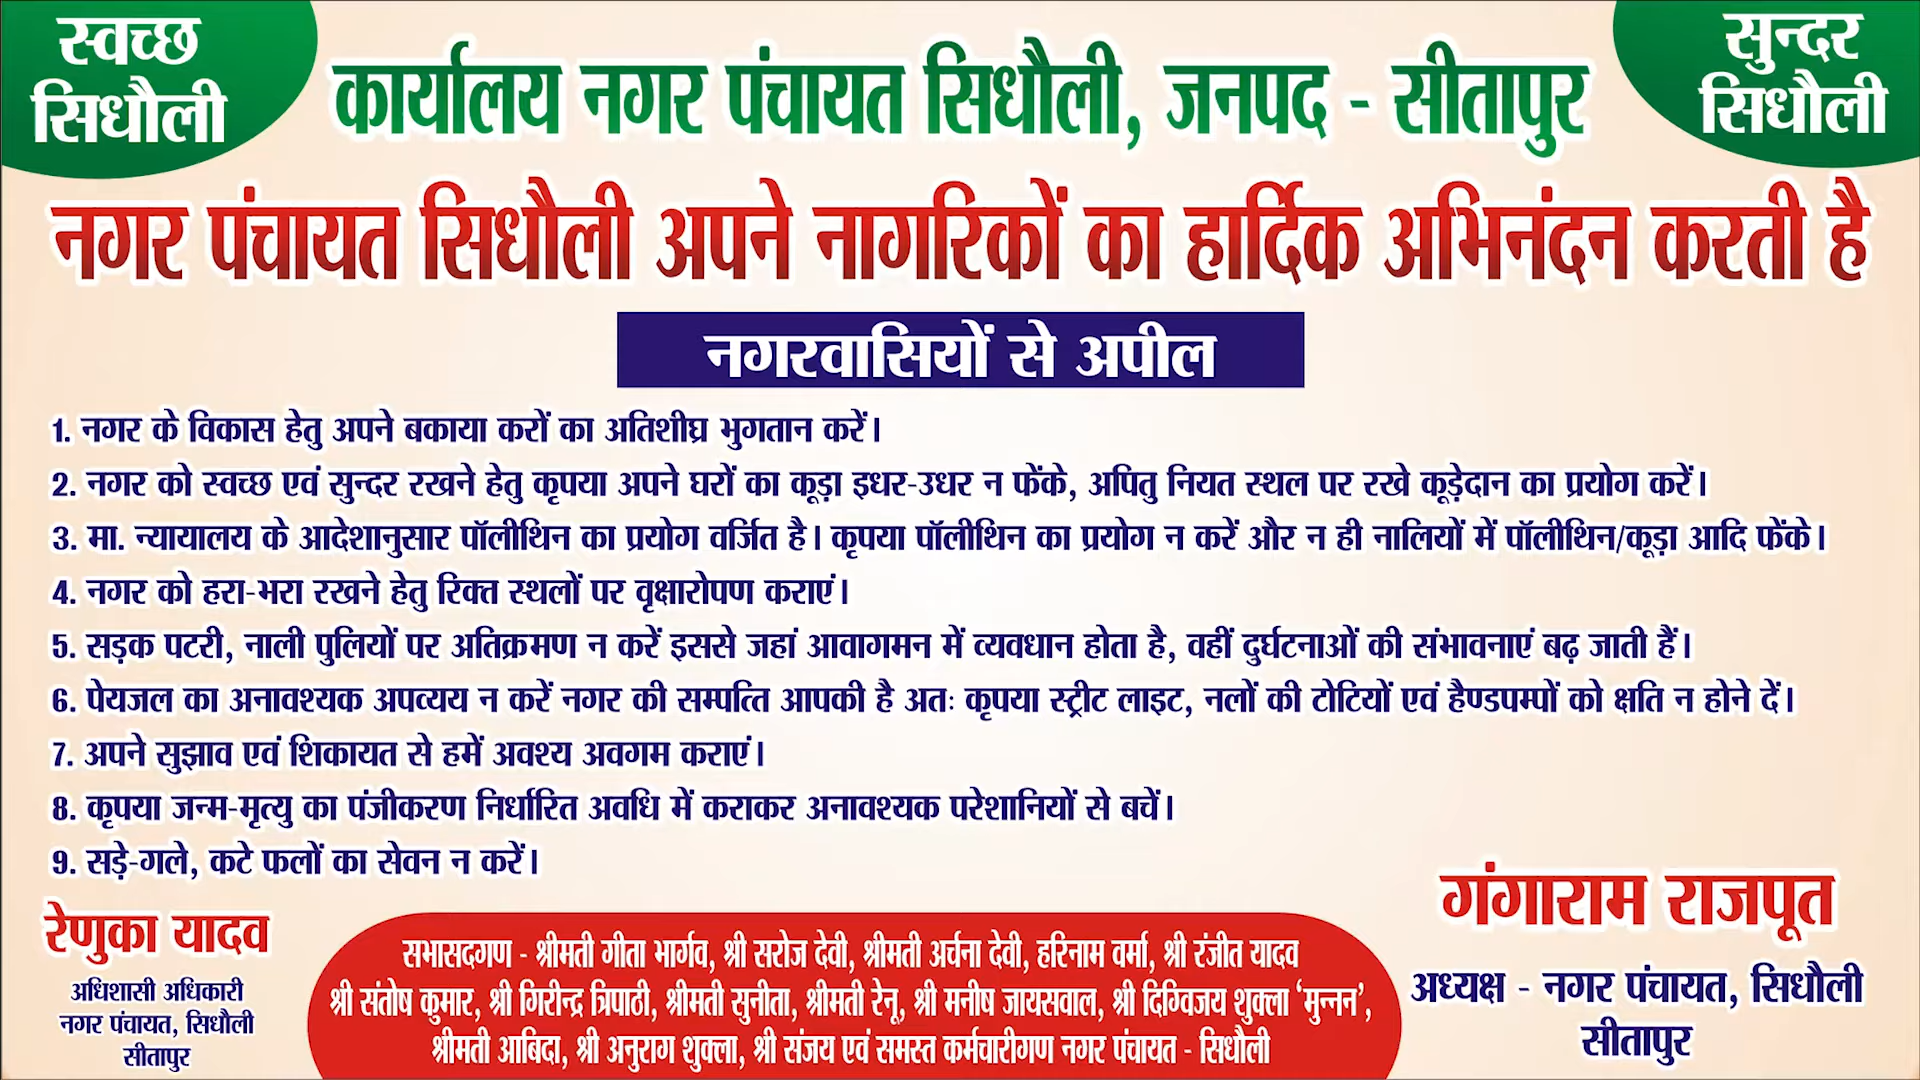 स्वच्छ
सिधौली
सुन्दर
सिधौली
कार्यालय नगर पंचायत सिधौली, जनपद - सीतापुर
नगर पंचायत सिधौली अपने नागरिकों का हार्दिक अभिनंदन करती है
नगरवासियों से अपील
1. नगर के विकास हेतु अपने बकाया करों का अतिशीघ्र भुगतान करें।
2. नगर को स्वच्छ एवं सुन्दर रखने हेतु कृपया अपने घरों का कूड़ा इधर-उधर न फेंके, अपितु नियत स्थल पर रखे कूड़ेदान का प्रयोग करें।
3. मा. न्यायालय के आदेशानुसार पॉलीथिन का प्रयोग वर्जित है। कृपया पॉलीथिन का प्रयोग न करें और न ही नालियों में पॉलीथिन/कूड़ा आदि फेंके।
4. नगर को हरा-भरा रखने हेतु रिक्त स्थलों पर वृक्षारोपण कराएं।
5. सड़क पटरी, नाली पुलियों पर अतिक्रमण न करें इससे जहां आवागमन में व्यवधान होता है, वहीं दुर्घटनाओं की संभावनाएं बढ़ जाती हैं।
6. पेयजल का अनावश्यक अपव्यय न करें नगर की सम्पत्ति आपकी है अतः कृपया स्ट्रीट लाइट, नलों की टोटियों एवं हैण्डपम्पों को क्षति न होने दें।
7. अपने सुझाव एवं शिकायत से हमें अवश्य अवगम कराएं।
8. कृपया जन्म-मृत्यु का पंजीकरण निर्धारित अवधि में कराकर अनावश्यक परेशानियों से बचें।
9. सड़े-गले, कटे फलों का सेवन न करें।
रेणुका यादव
अधिशासी अधिकारी
नगर पंचायत, सिधौली
सीतापुर
सभासदगण - श्रीमती गीता भार्गव, श्री सरोज देवी, श्रीमती अर्चना देवी, हरिनाम वर्मा, श्री रंजीत यादव
श्री संतोष कुमार, श्री गिरीन्द्र त्रिपाठी, श्रीमती सुनीता, श्रीमती रेनू, श्री मनीष जायसवाल, श्री दिग्विजय शुक्ला ‘मुन्नन’,
श्रीमती आबिदा, श्री अनुराग शुक्ला, श्री संजय एवं समस्त कर्मचारीगण नगर पंचायत - सिधौली
गंगाराम राजपूत
अध्यक्ष - नगर पंचायत, सिधौली
सीतापुर